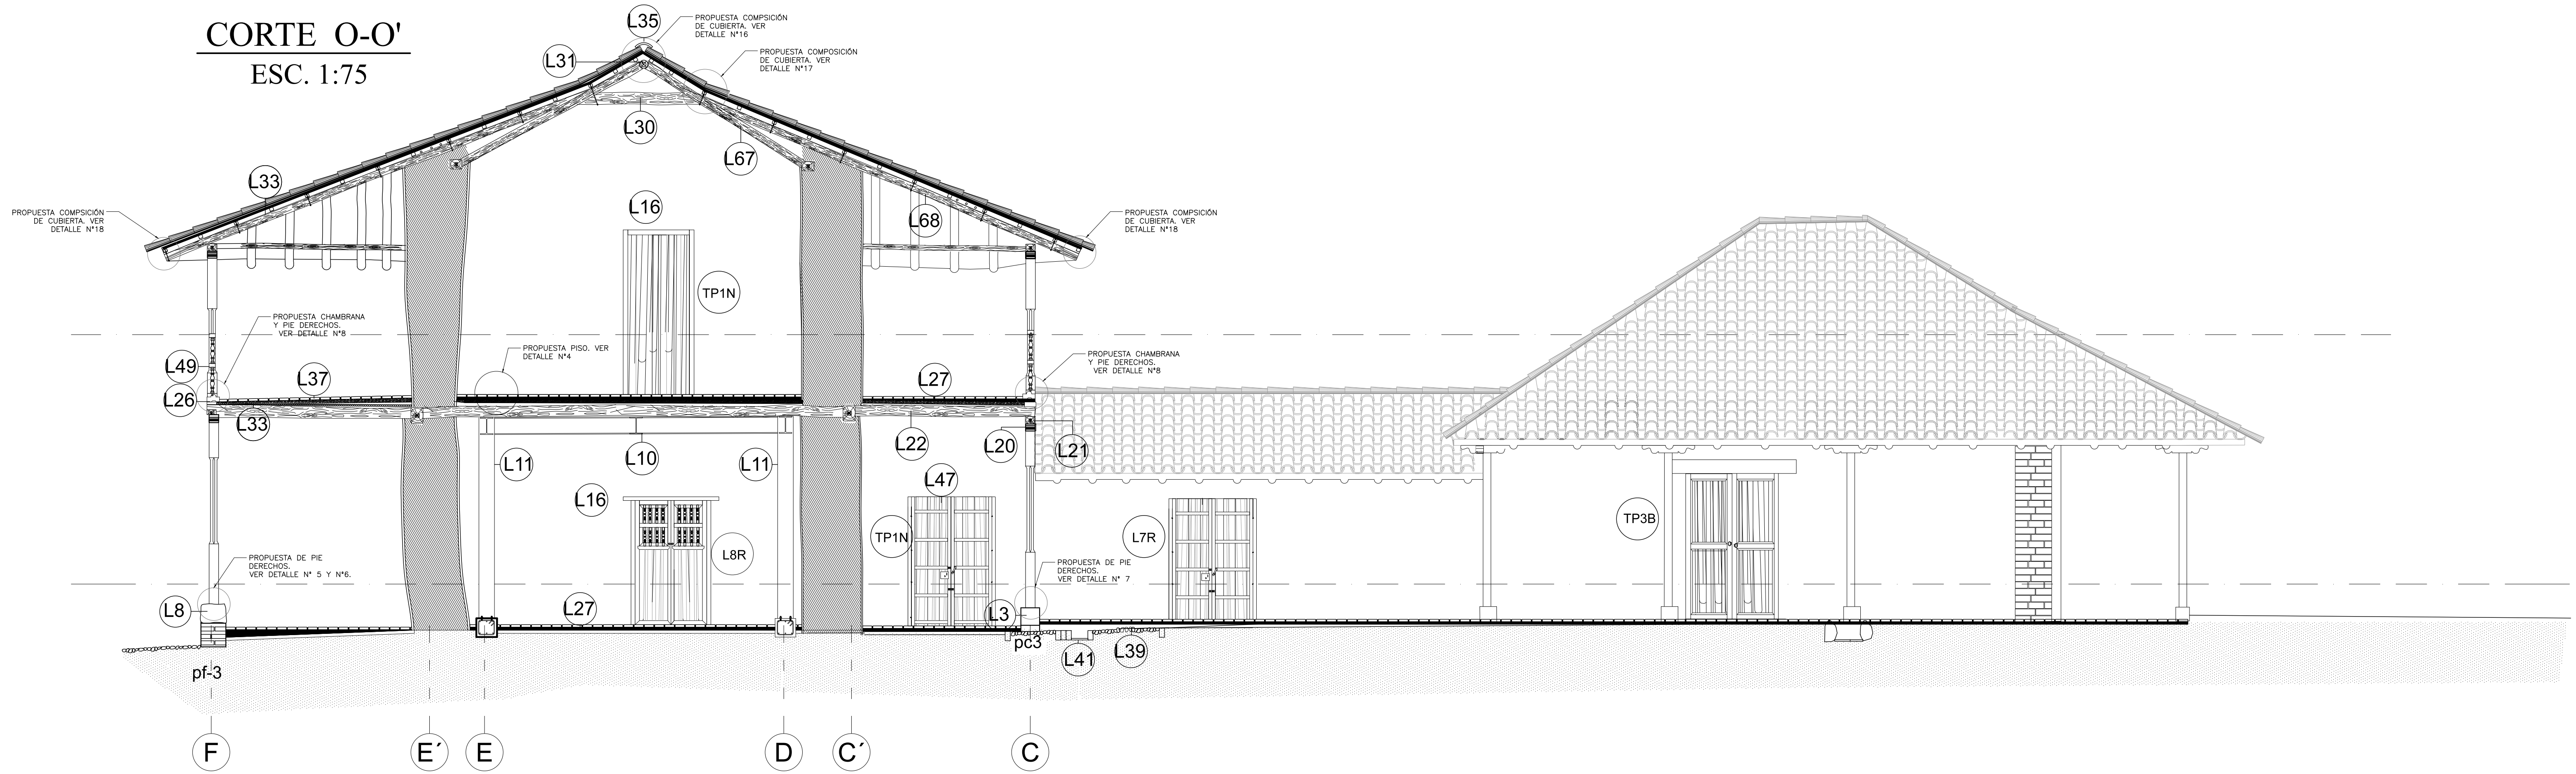 CORTE O-O'
ESC. 1:75
L35
PROPUESTA COMPSICIÓN
DE CUBIERTA. VER
DETALLE N°16
L31
PROPUESTA COMPOSICIÓN
DE CUBIERTA. VER
DETALLE N°17
L30
L67
L33
L16
L68
PROPUESTA COMPSICIÓN
DE CUBIERTA. VER
DETALLE N°18
PROPUESTA COMPSICIÓN
DE CUBIERTA. VER
DETALLE N°18
TP1N
PROPUESTA CHAMBRANA
Y PIE DERECHOS.
VER DETALLE N°8
PROPUESTA PISO. VER
DETALLE N°4
PROPUESTA CHAMBRANA
Y PIE DERECHOS.
VER DETALLE N°8
L49
L37
L27
L26
L33
L22
L20
L21
L11
L10
L11
L47
L16
TP1N
L7R
TP3B
L8R
PROPUESTA DE PIE
DERECHOS.
VER DETALLE N° 5 Y N°6.
PROPUESTA DE PIE
DERECHOS.
VER DETALLE N° 7
L8
L27
L3
pc3
L41
L39
pf-3
F
E´
E
D
C´
C